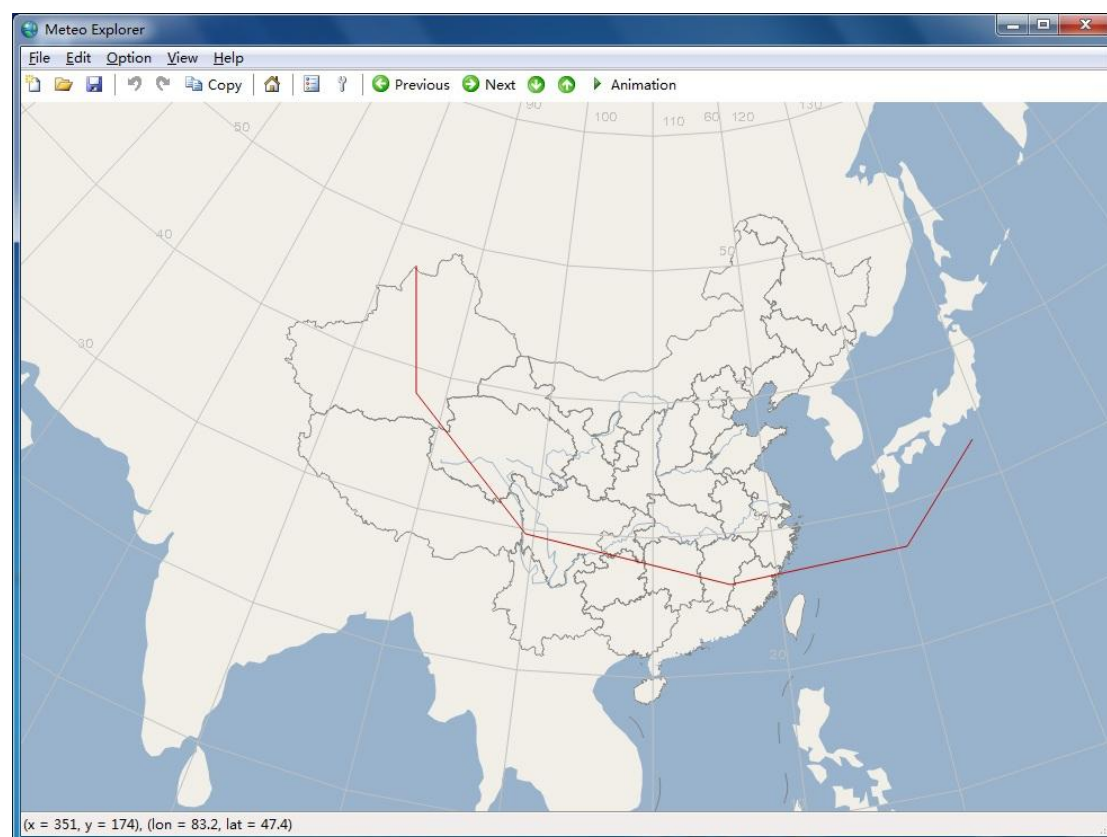 Meteo Explorer
File Edit Option View Help
Copy Previous Next Animation
90 100 110 60 120 130
50
40
50
30
40
20
(x = 351, y = 174), (lon = 83.2, lat = 47.4)